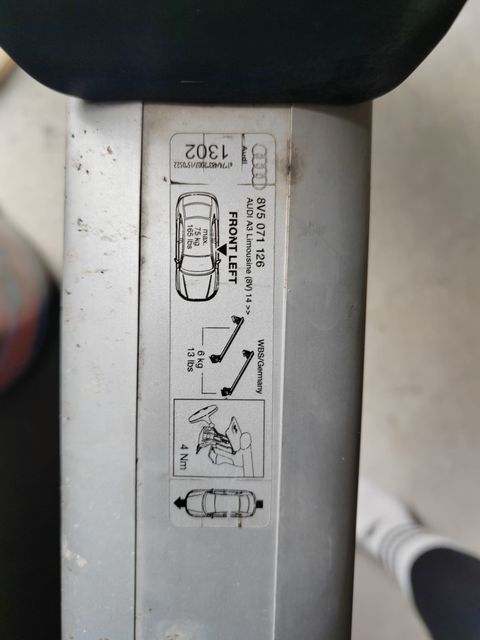 Audi
1302
8V5 071 126
AUDI A3 Limousine (8V) 14 >>
FRONT LEFT
max.
75 kg
165 lbs
WBS/Germany
6 kg
13 lbs
4 Nm